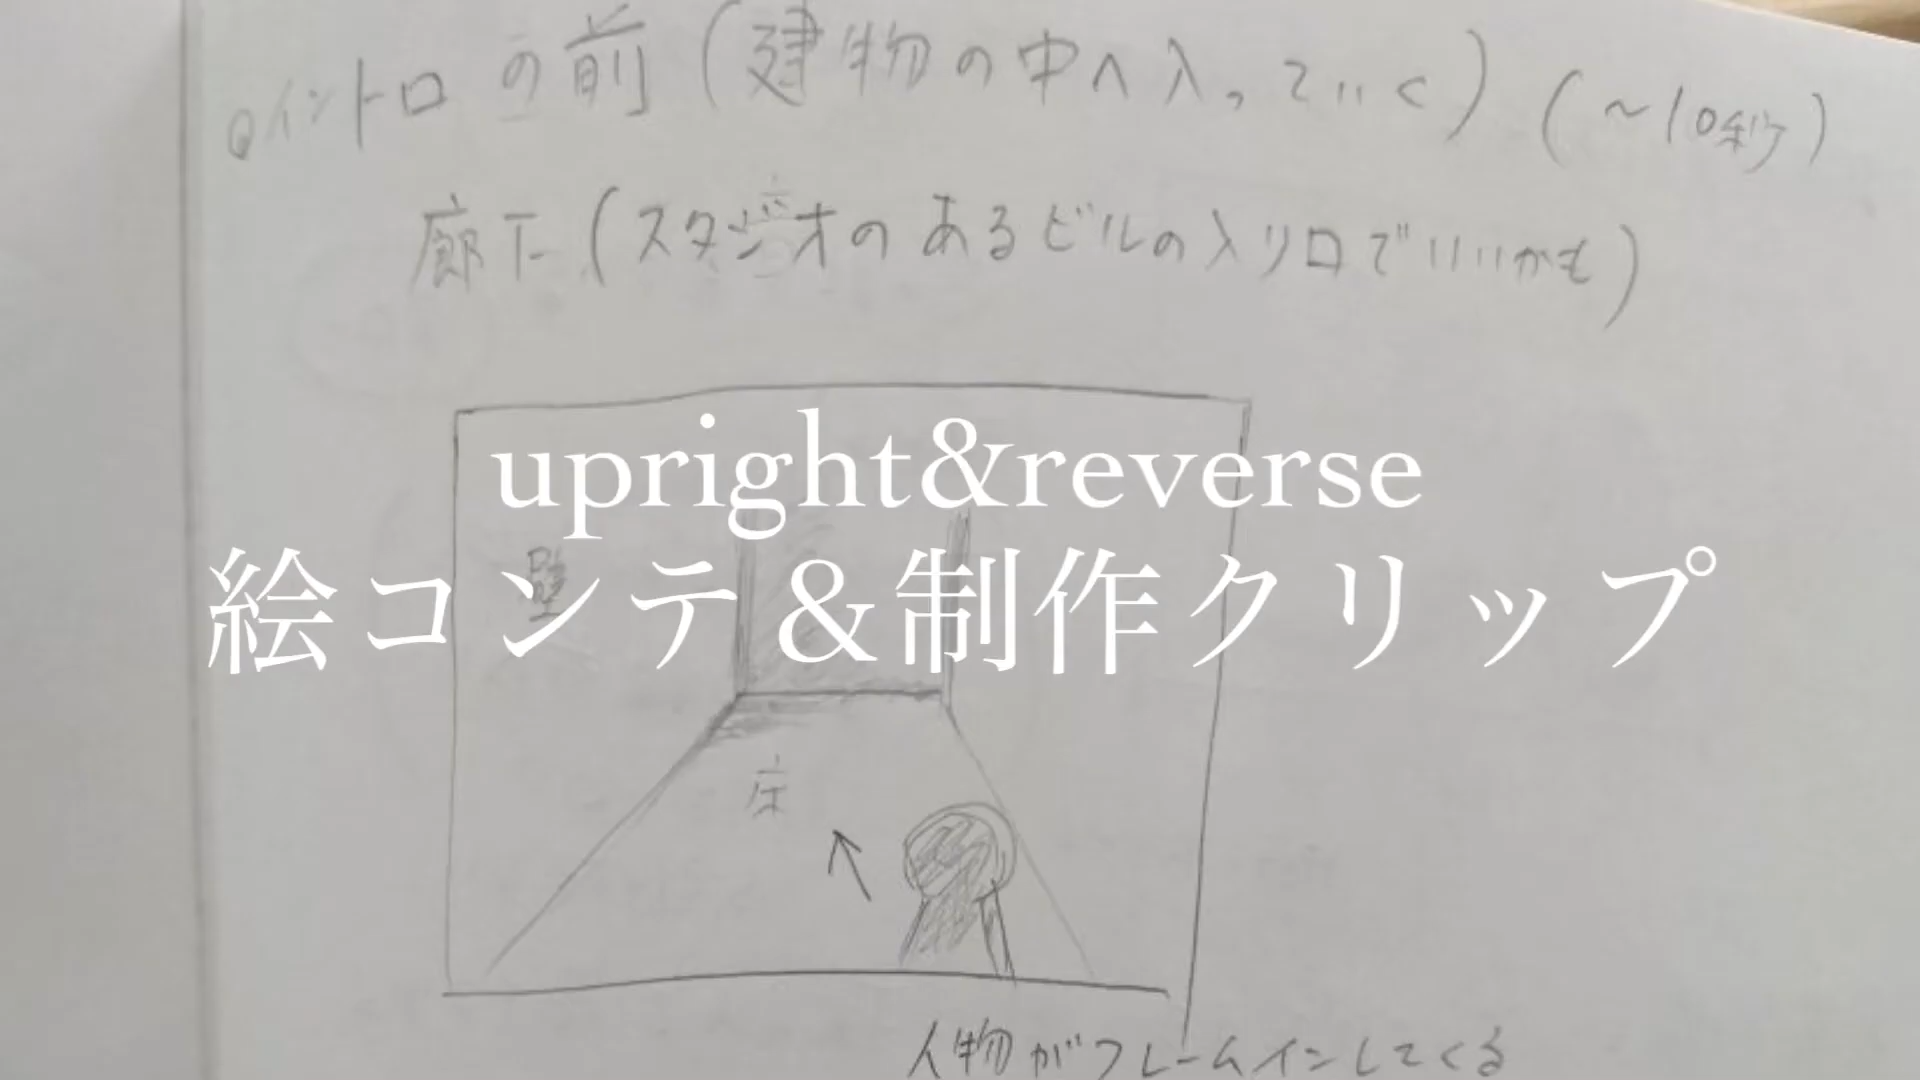 イントロの前(建物の中へ入っていく)(~10秒)
廊下(スタジオのあるビルの入り口でいいかも)
upright&reverse
壁
絵コンテ&制作クリップ
床
人物がフレームインしてくる